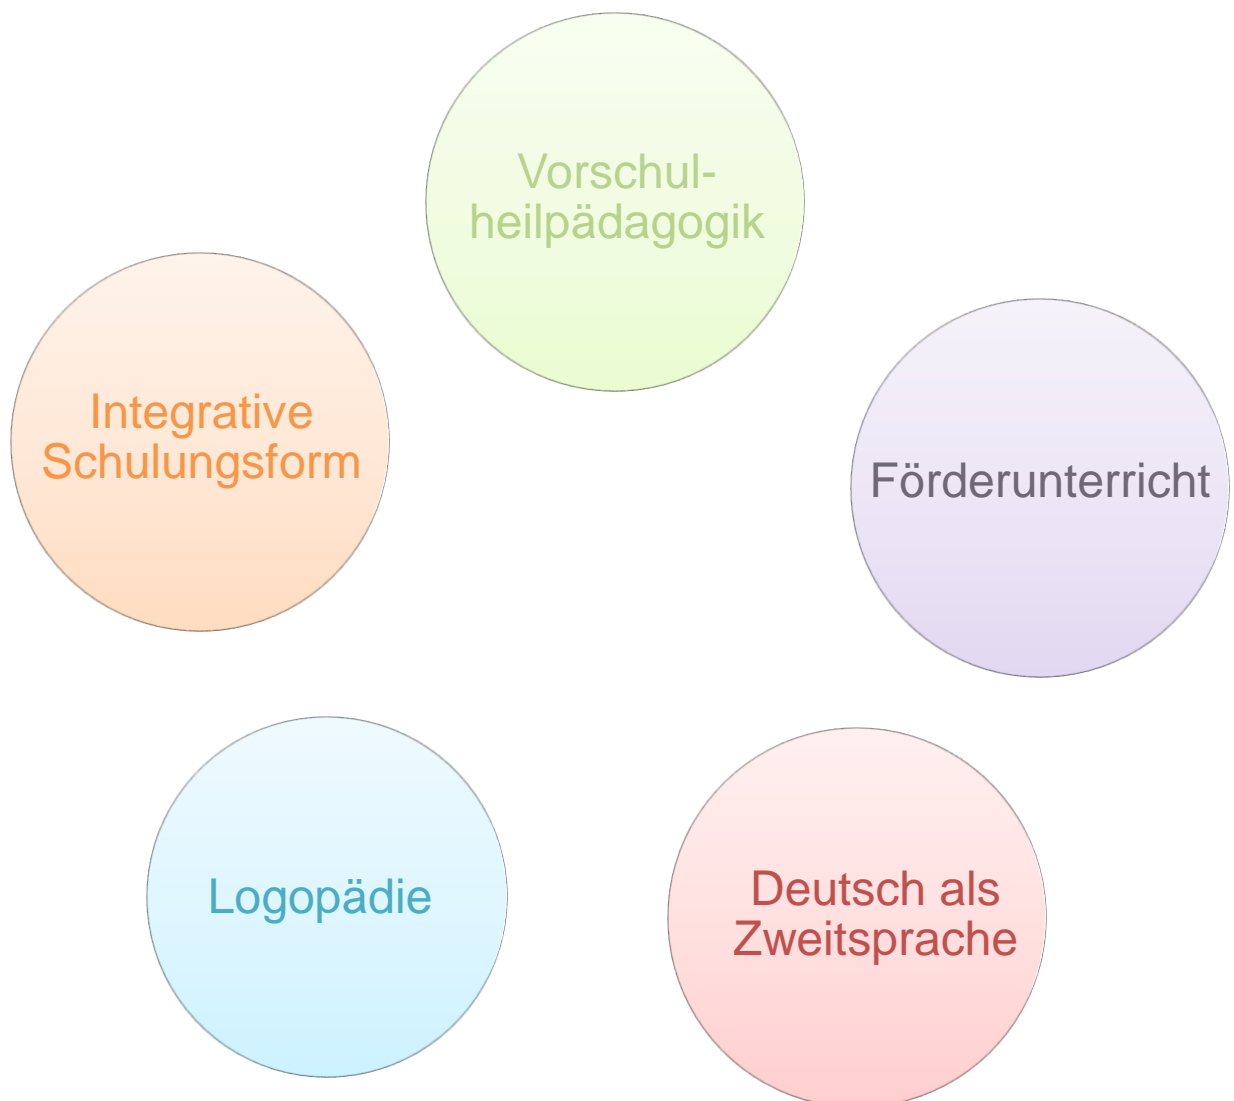 Vorschul-
heilpädagogik
Integrative
Schulungsform
Förderunterricht
Logopädie
Deutsch als
Zweitsprache